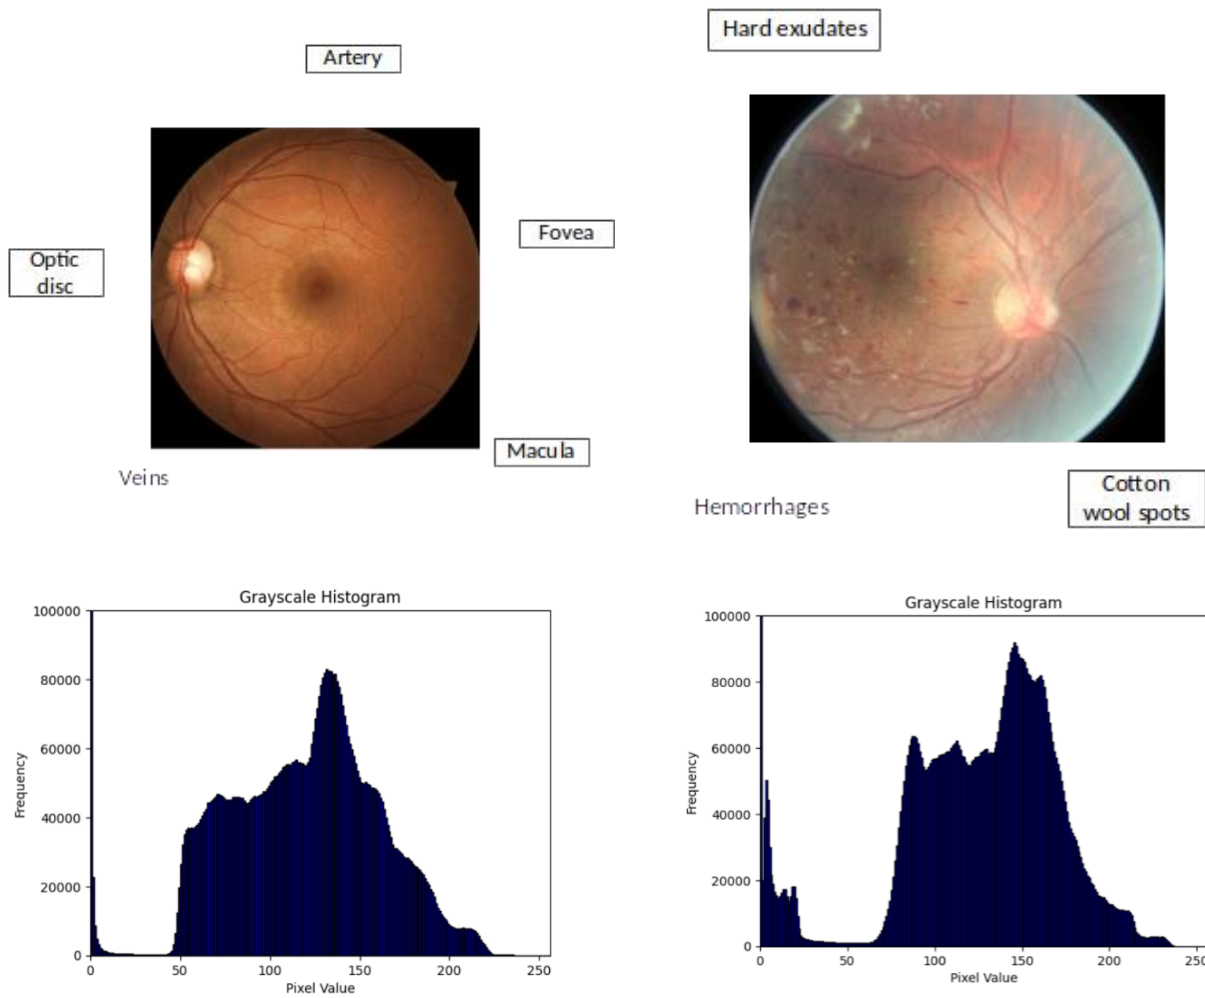 Hard exudates
Artery
Fovea
Optic
disc
Macula
Veins
Cotton
wool spots
Hemorrhages
Grayscale Histogram
100000
80000
60000
40000
20000
0
Frequency
0 50 100 150 200 250
Pixel Value
Grayscale Histogram
100000
80000
60000
40000
20000
0
Frequency
0 50 100 150 200 250
Pixel Value